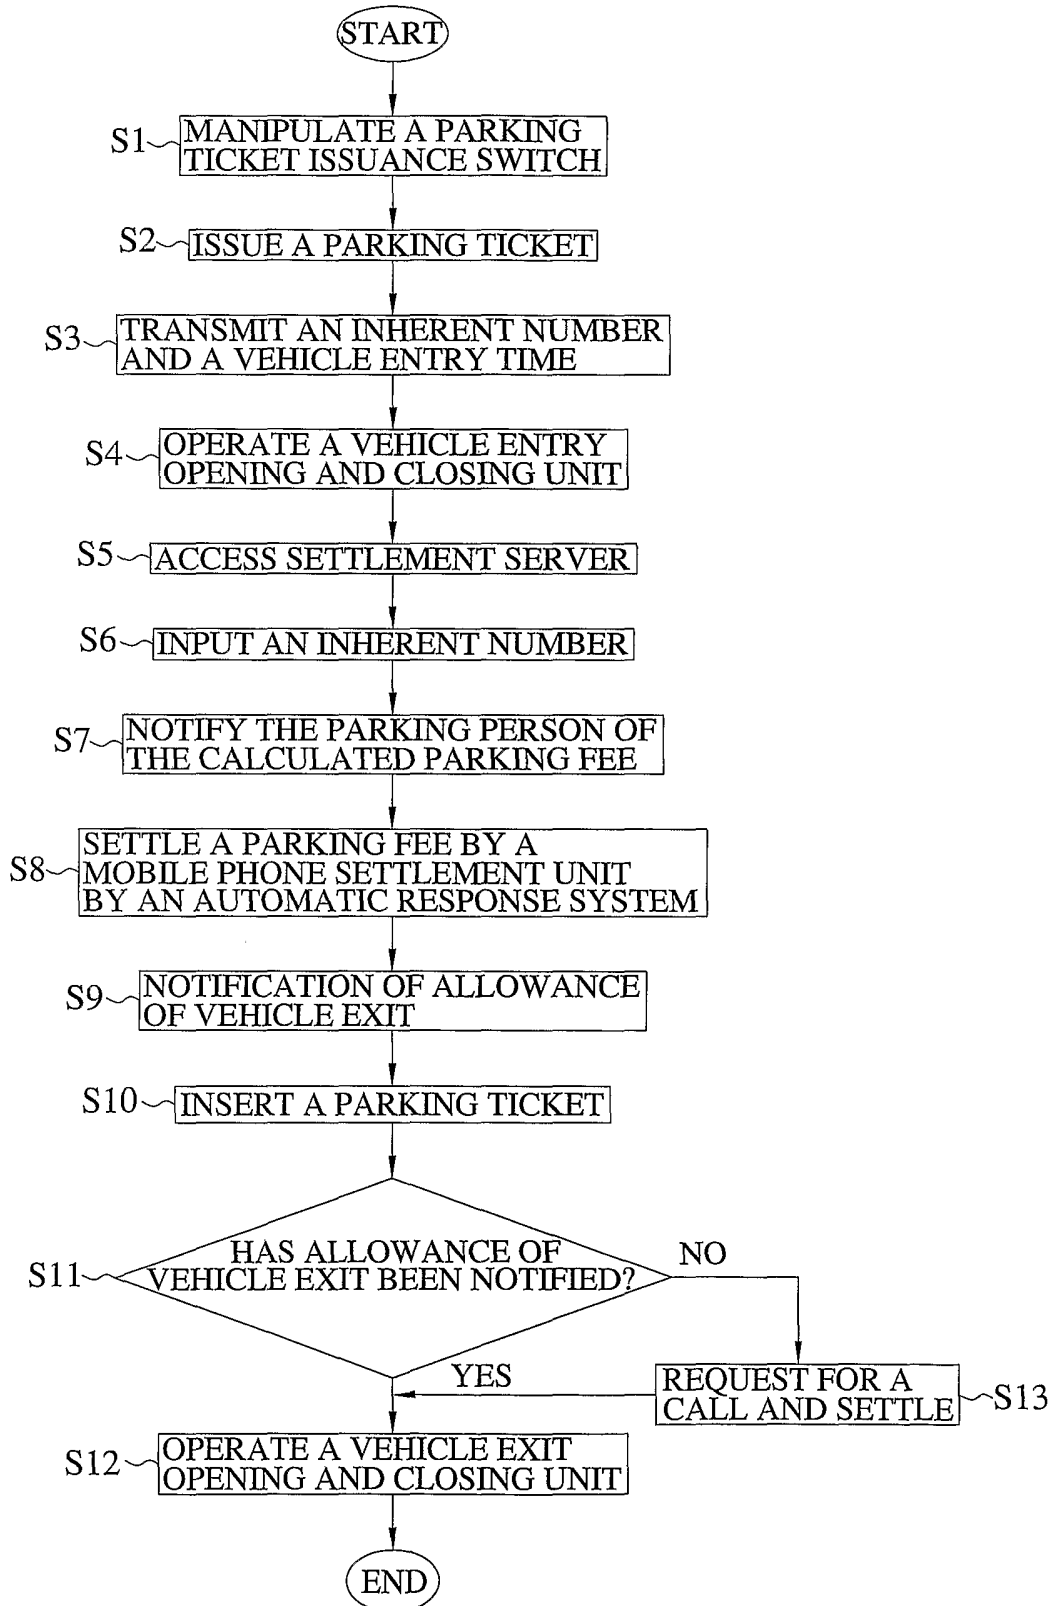 START
S1
MANIPULATE A PARKING
TICKET ISSUANCE SWITCH
S2
ISSUE A PARKING TICKET
S3
TRANSMIT AN INHERENT NUMBER
AND A VEHICLE ENTRY TIME
S4
OPERATE A VEHICLE ENTRY
OPENING AND CLOSING UNIT
S5
ACCESS SETTLEMENT SERVER
S6
INPUT AN INHERENT NUMBER
S7
NOTIFY THE PARKING PERSON OF
THE CALCULATED PARKING FEE
S8
SETTLE A PARKING FEE BY A
MOBILE PHONE SETTLEMENT UNIT
BY AN AUTOMATIC RESPONSE SYSTEM
S9
NOTIFICATION OF ALLOWANCE
OF VEHICLE EXIT
S10
INSERT A PARKING TICKET
S11
HAS ALLOWANCE OF
VEHICLE EXIT BEEN NOTIFIED?
NO
YES
REQUEST FOR A
CALL AND SETTLE
S13
S12
OPERATE A VEHICLE EXIT
OPENING AND CLOSING UNIT
END